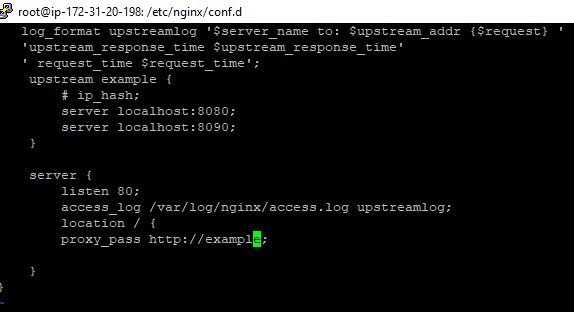 root@ip-172-31-20-198: /etc/nginx/conf.d
log_format upstreamlog '$server_name to: $upstream_addr {$request} '
'upstream_response_time $upstream_response_time'
' request_time $request_time';
upstream example {
# ip_hash;
server localhost:8080;
server localhost:8090;
}
server {
listen 80;
access_log /var/log/nginx/access.log upstreamlog;
location / {
proxy_pass http://example;
}
}
~